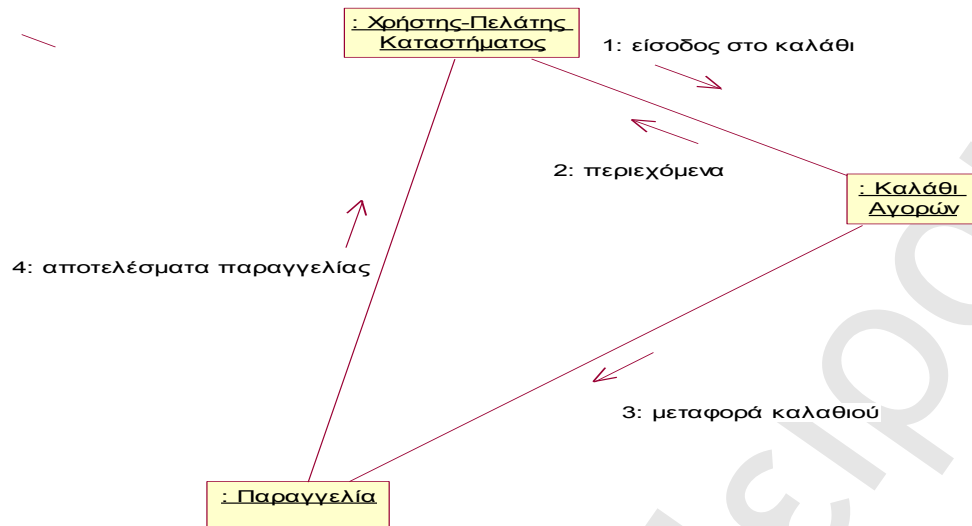 : Χρήστης-Πελάτης
Καταστήματος
1: είσοδος στο καλάθι
2: περιεχόμενα
: Καλάθι
Αγορών
4: αποτελέσματα παραγγελίας
3: μεταφορά καλαθιού
: Παραγγελία